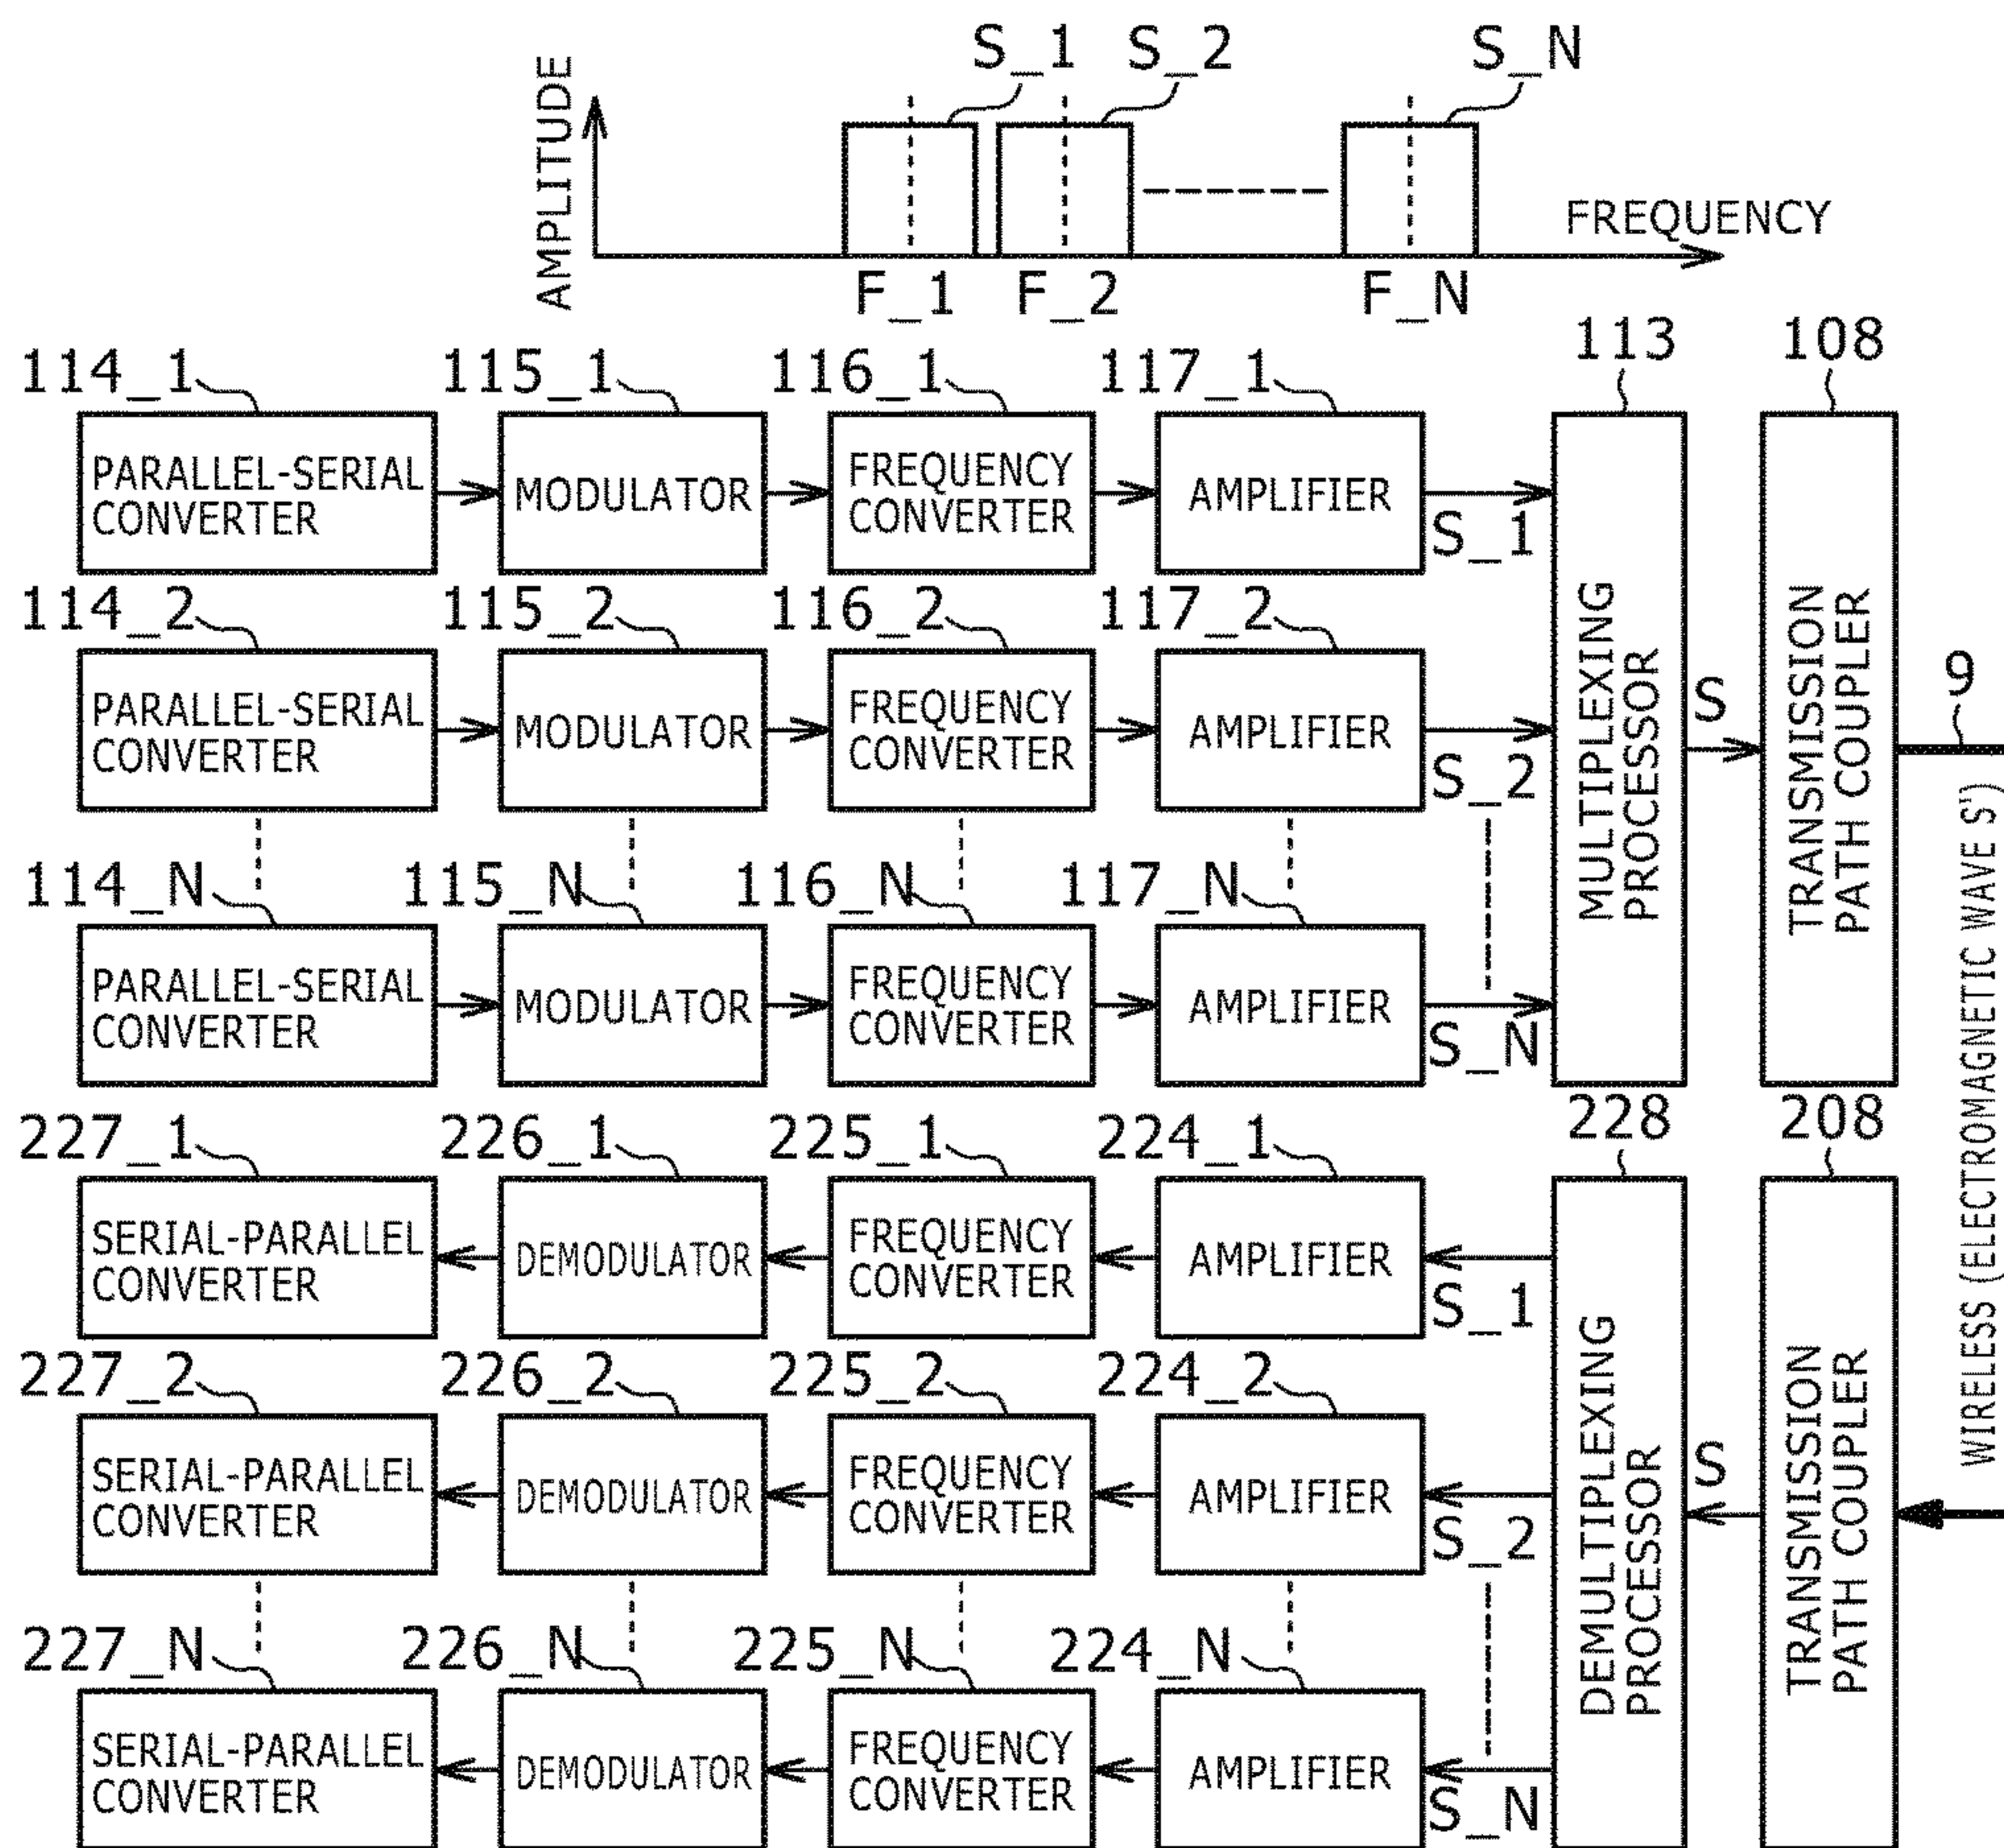 S_1 S_2 S_N
AMPLITUDE
FREQUENCY
F_1 F_2 F_N
114_1 115_1 116_1 117_1 113 108
PARALLEL-SERIAL
CONVERTER
MODULATOR
FREQUENCY
CONVERTER
AMPLIFIER
S_1
114_2 115_2 116_2 117_2
PARALLEL-SERIAL
CONVERTER
MODULATOR
FREQUENCY
CONVERTER
AMPLIFIER
S_2
114_N 115_N 116_N 117_N
PARALLEL-SERIAL
CONVERTER
MODULATOR
FREQUENCY
CONVERTER
AMPLIFIER
S_N
MULTIPLEXING
PROCESSOR
S
TRANSMISSION
PATH COUPLER
9
WIRELESS (ELECTROMAGNETIC WAVE S')
227_1 226_1 225_1 224_1 228 208
SERIAL-PARALLEL
CONVERTER
DEMODULATOR
FREQUENCY
CONVERTER
AMPLIFIER
S_1
227_2 226_2 225_2 224_2
SERIAL-PARALLEL
CONVERTER
DEMODULATOR
FREQUENCY
CONVERTER
AMPLIFIER
S_2
227_N 226_N 225_N 224_N
SERIAL-PARALLEL
CONVERTER
DEMODULATOR
FREQUENCY
CONVERTER
AMPLIFIER
S_N
DEMULTIPLEXING
PROCESSOR
S
TRANSMISSION
PATH COUPLER